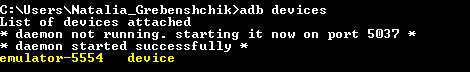 C:\Users\Natalia_Grebenshchik>adb devices
List of devices attached
* daemon not running. starting it now on port 5037 *
* daemon started successfully *
emulator-5554   device